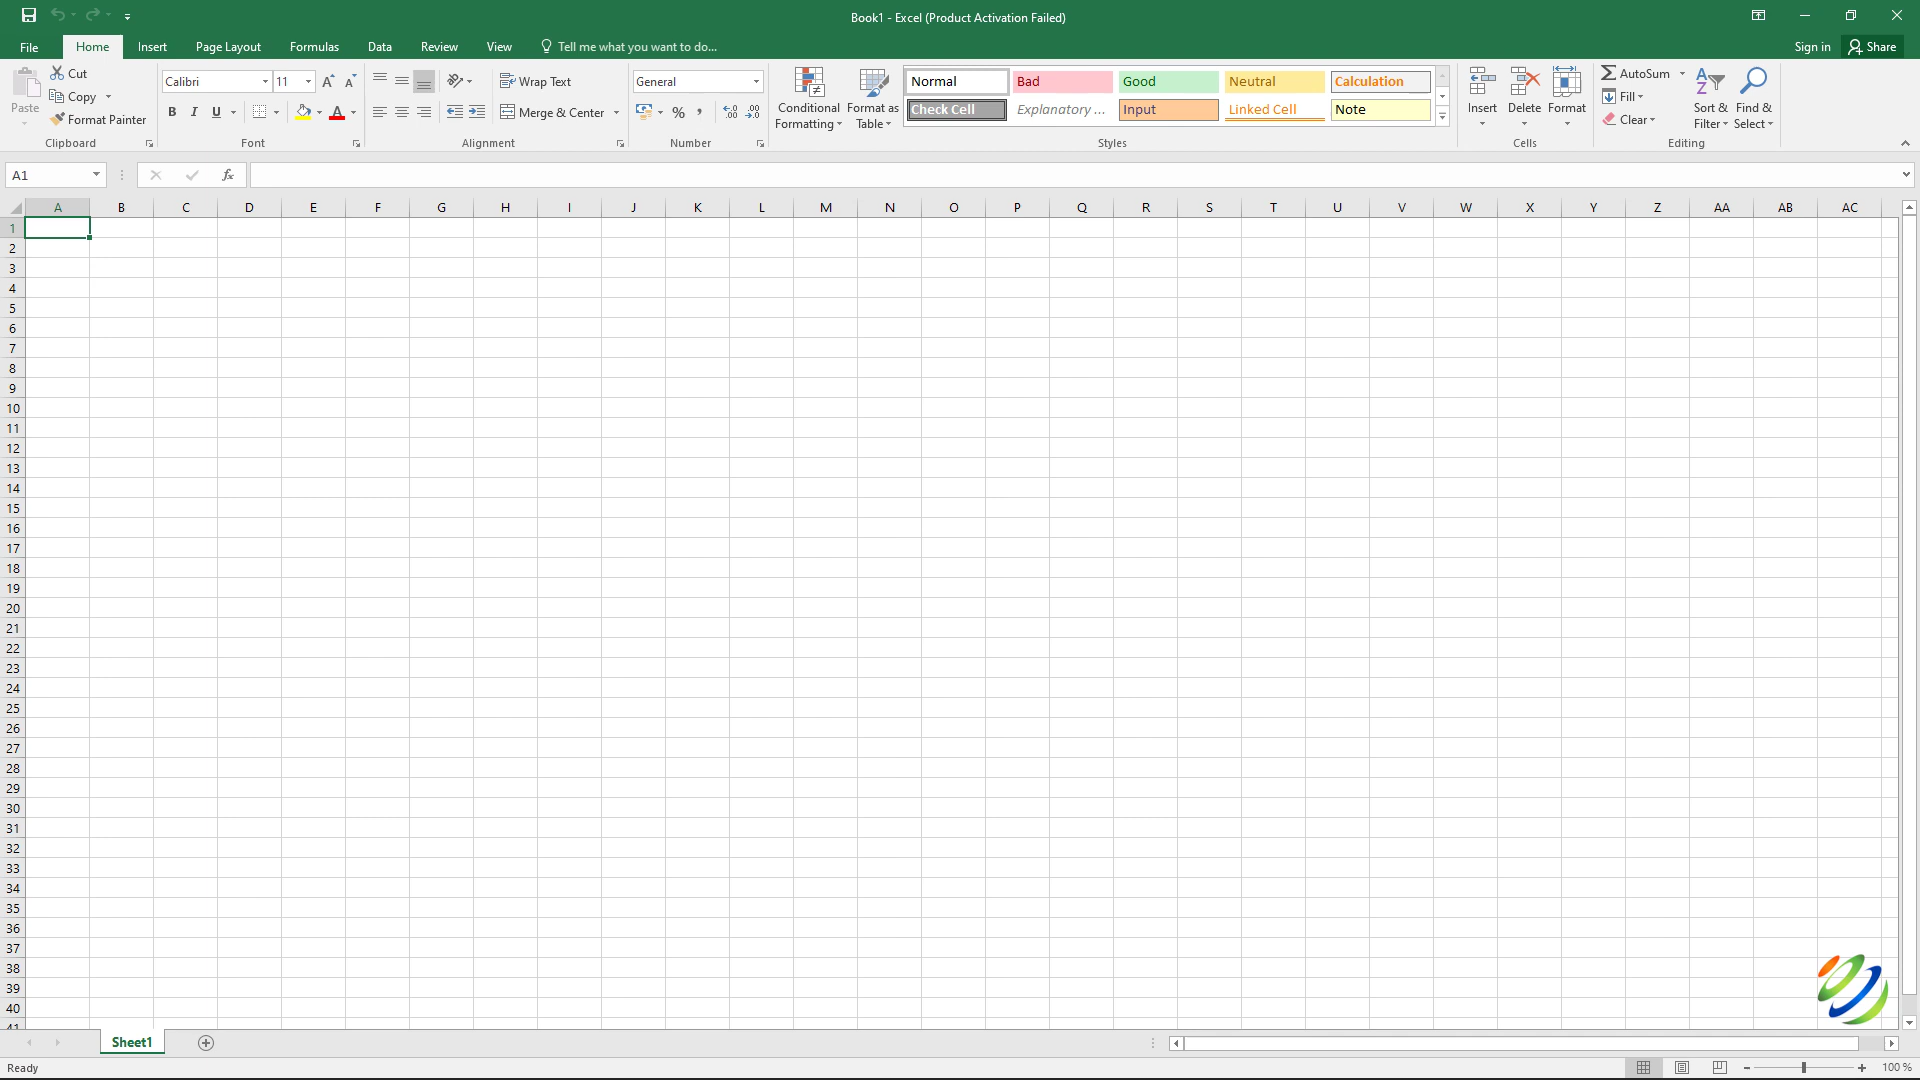 Book1 - Excel (Product Activation Failed)
File Home Insert Page Layout Formulas Data Review View Tell me what you want to do... Sign in Share
Paste
Cut
Copy
Format Painter
Clipboard
Calibri 11
B I U A
Font
Wrap Text
Merge & Center
Alignment
General
% ,
Number
Conditional Formatting
Format as Table
Normal Bad Good Neutral Calculation
Check Cell Explanatory ... Input Linked Cell Note
Styles
Insert Delete Format
Cells
AutoSum
Fill
Clear
Sort & Filter
Find & Select
Editing
A1 fx
A B C D E F G H I J K L M N O P Q R S T U V W X Y Z AA AB AC
1
2
3
4
5
6
7
8
9
10
11
12
13
14
15
16
17
18
19
20
21
22
23
24
25
26
27
28
29
30
31
32
33
34
35
36
37
38
39
40
41
Sheet1
Ready 100 %